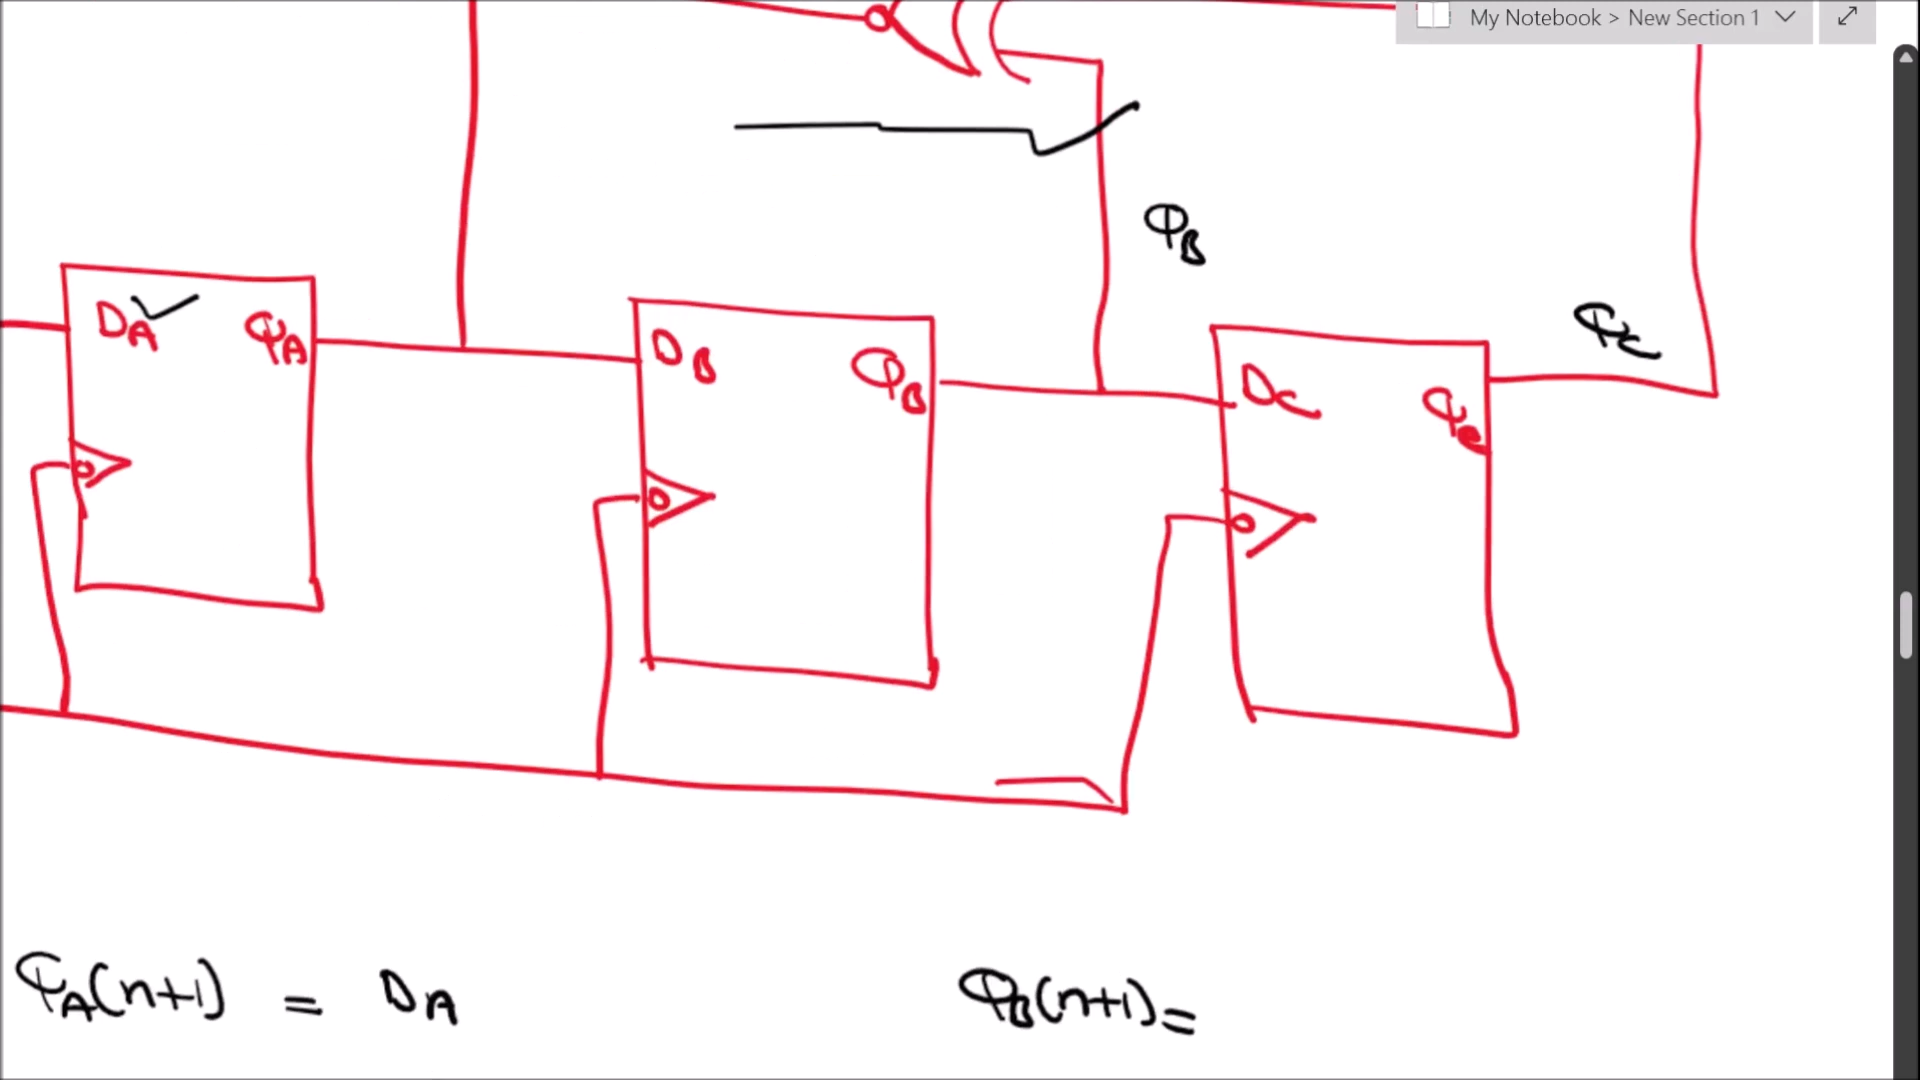 My Notebook > New Section 1
QB
QC
DA QA
DB QB
DC QC
QA(n+1) = DA
QB(n+1)=